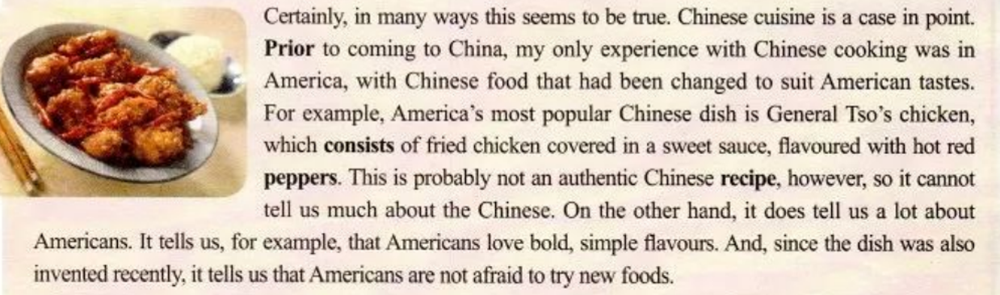 Certainly, in many ways this seems to be true. Chinese cuisine is a case in point.
Prior to coming to China, my only experience with Chinese cooking was in
America, with Chinese food that had been changed to suit American tastes.
For example, America's most popular Chinese dish is General Tso's chicken,
which consists of fried chicken covered in a sweet sauce, flavoured with hot red
peppers. This is probably not an authentic Chinese recipe, however, so it cannot
tell us much about the Chinese. On the other hand, it does tell us a lot about
Americans. It tells us, for example, that Americans love bold, simple flavours. And, since the dish was also
invented recently, it tells us that Americans are not afraid to try new foods.